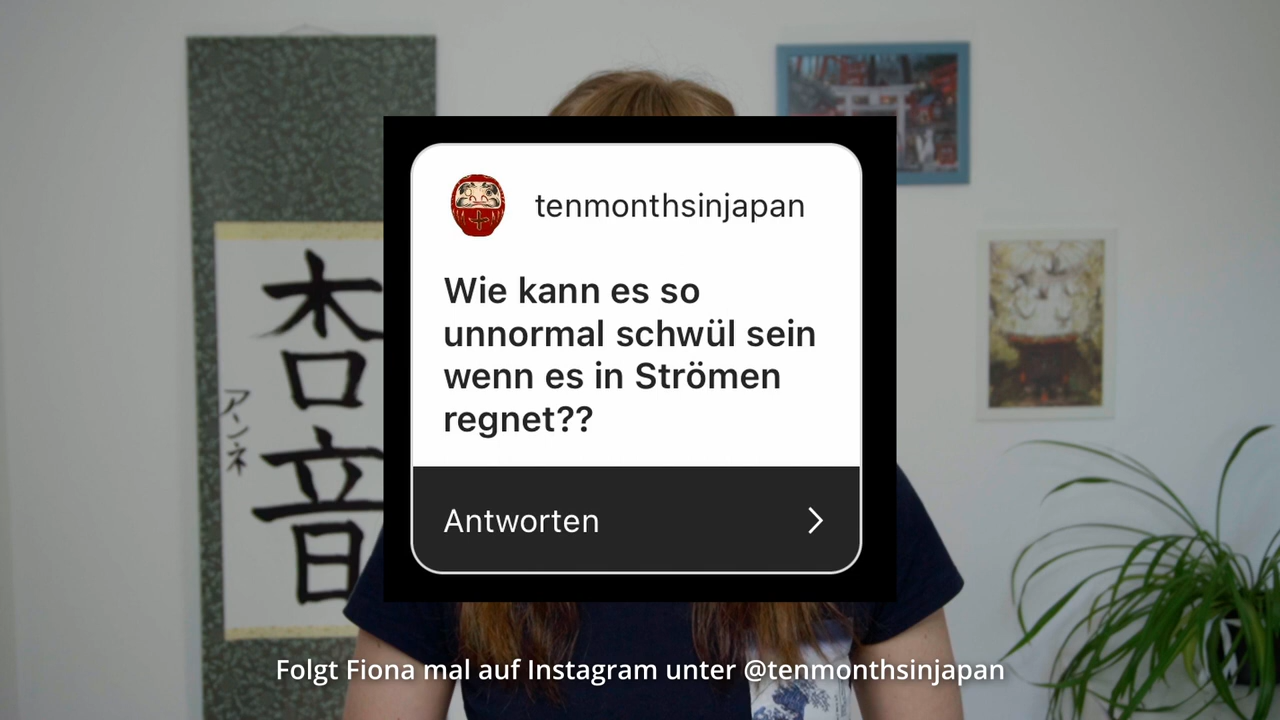 杏音
アンネ
tenmonthsinjapan
Wie kann es so
unnormal schwül sein
wenn es in Strömen
regnet??
Antworten
Folgt Fiona mal auf Instagram unter @tenmonthsinjapan